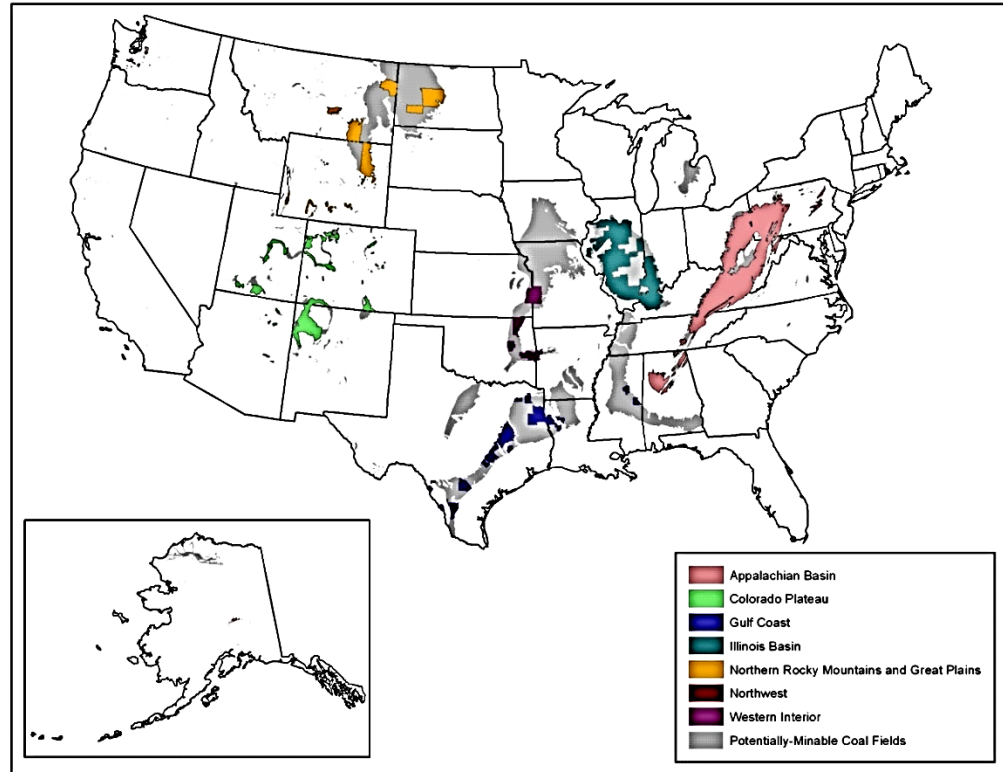 Appalachian Basin
Colorado Plateau
Gulf Coast
Illinois Basin
Northern Rocky Mountains and Great Plains
Northwest
Western Interior
Potentially-Minable Coal Fields